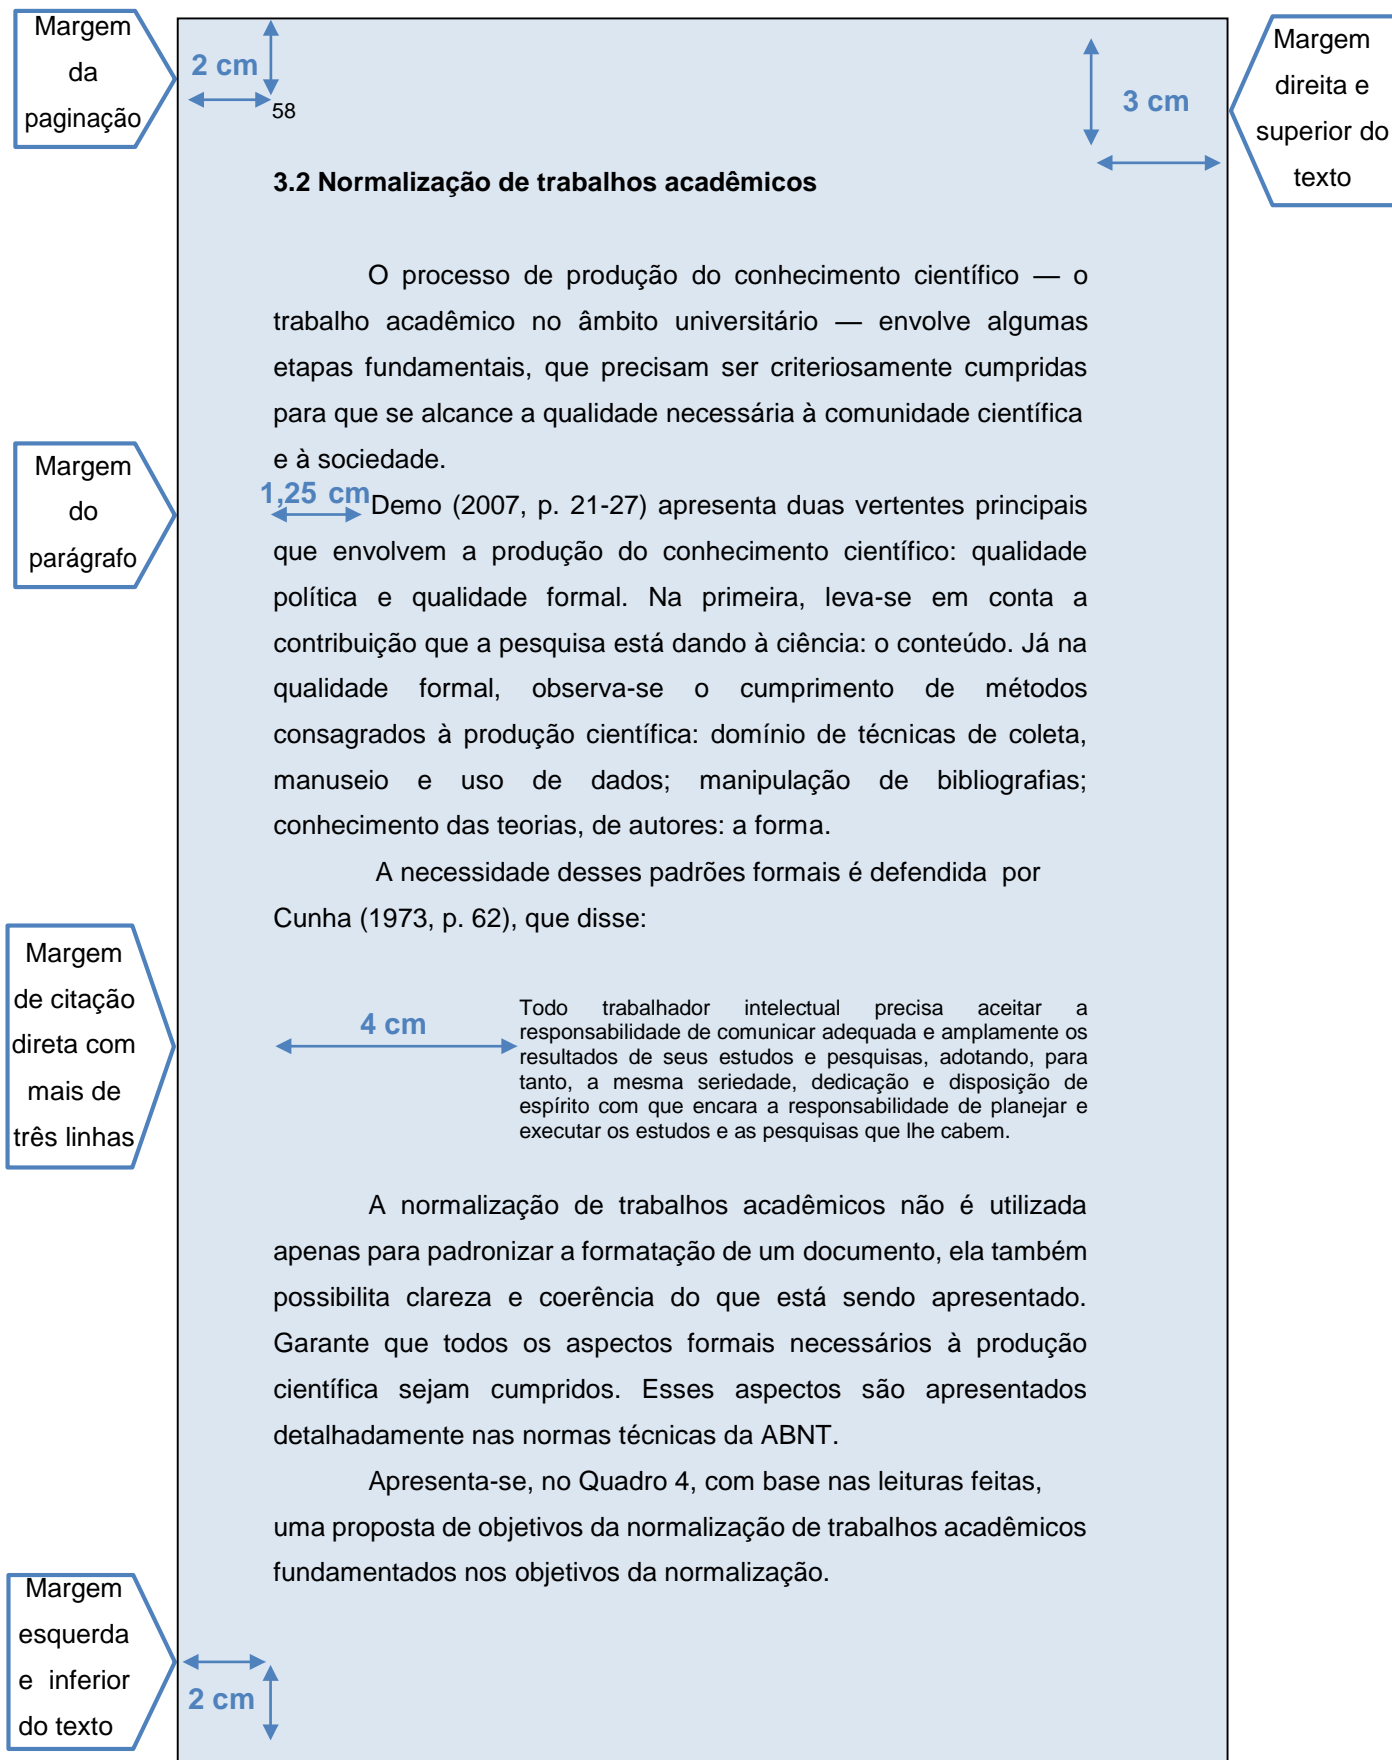 Margem
da
paginação
2 cm
58
3 cm
Margem
direita e
superior do
texto
3.2 Normalização de trabalhos acadêmicos
O processo de produção do conhecimento científico — o
trabalho acadêmico no âmbito universitário — envolve algumas
etapas fundamentais, que precisam ser criteriosamente cumpridas
para que se alcance a qualidade necessária à comunidade científica
e à sociedade.
Margem
do
parágrafo
1,25 cm
Demo (2007, p. 21-27) apresenta duas vertentes principais
que envolvem a produção do conhecimento científico: qualidade
política e qualidade formal. Na primeira, leva-se em conta a
contribuição que a pesquisa está dando à ciência: o conteúdo. Já na
qualidade formal, observa-se o cumprimento de métodos
consagrados à produção científica: domínio de técnicas de coleta,
manuseio e uso de dados; manipulação de bibliografias;
conhecimento das teorias, de autores: a forma.
A necessidade desses padrões formais é defendida por
Cunha (1973, p. 62), que disse:
Margem
de citação
direta com
mais de
três linhas
4 cm
Todo trabalhador intelectual precisa aceitar a
responsabilidade de comunicar adequada e amplamente os
resultados de seus estudos e pesquisas, adotando, para
tanto, a mesma seriedade, dedicação e disposição de
espírito com que encara a responsabilidade de planejar e
executar os estudos e as pesquisas que lhe cabem.
A normalização de trabalhos acadêmicos não é utilizada
apenas para padronizar a formatação de um documento, ela também
possibilita clareza e coerência do que está sendo apresentado.
Garante que todos os aspectos formais necessários à produção
científica sejam cumpridos. Esses aspectos são apresentados
detalhadamente nas normas técnicas da ABNT.
Apresenta-se, no Quadro 4, com base nas leituras feitas,
uma proposta de objetivos da normalização de trabalhos acadêmicos
fundamentados nos objetivos da normalização.
Margem
esquerda
e inferior
do texto
2 cm